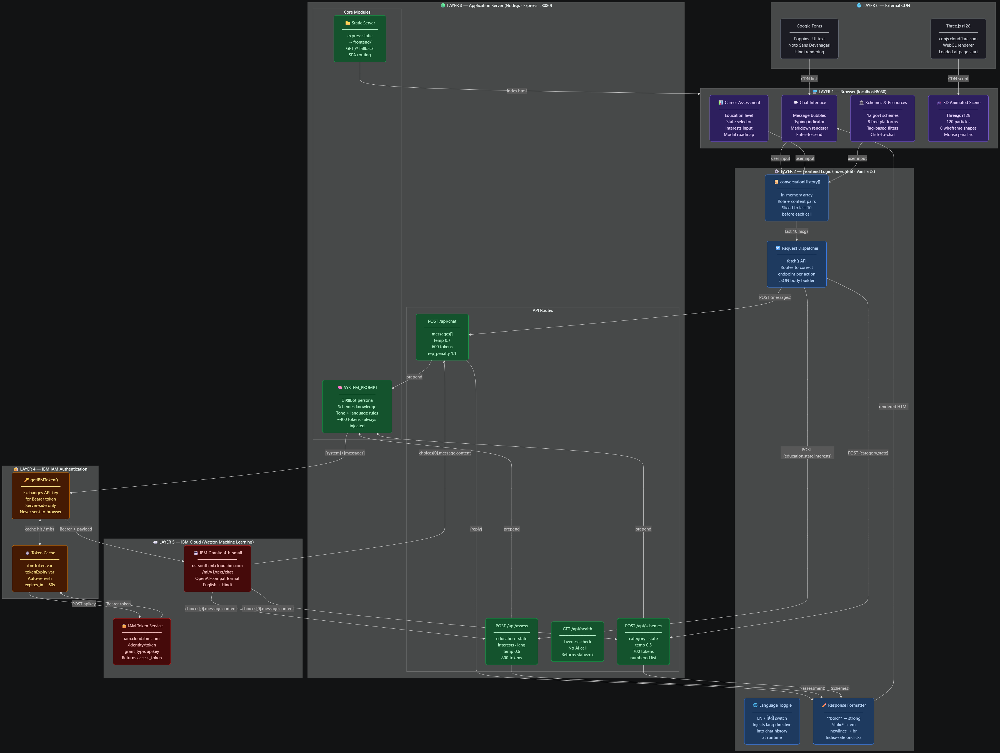 LAYER 3 — Application Server (Node.js · Express · :8080)
Core Modules
Static Server
express.static
→ frontend/
GET /* fallback
SPA routing
index.html
LAYER 6 — External CDN
Google Fonts
Poppins · UI text
Noto Sans Devanagari
Hindi rendering
Three.js r128
cdnjs.cloudflare.com
WebGL renderer
Loaded at page start
CDN link
CDN script
LAYER 1 — Browser (localhost:8080)
Career Assessment
Education level
State selector
Interests input
Modal roadmap
Chat Interface
Message bubbles
Typing indicator
Markdown renderer
Enter-to-send
Schemes & Resources
12 govt schemes
8 free platforms
Tag-based filters
Click-to-chat
3D Animated Scene
Three.js r128
120 particles
8 wireframe shapes
Mouse parallax
user input
user input
user input
LAYER 2 — Frontend Logic (index.html · Vanilla JS)
conversationHistory[]
In-memory array
Role + content pairs
Sliced to last 10
before each call
last 10 msgs
Request Dispatcher
fetch() API
Routes to correct
endpoint per action
JSON body builder
POST {messages}
API Routes
POST /api/chat
messages[]
temp 0.7
600 tokens
rep_penalty 1.1
prepend
SYSTEM_PROMPT
DiशाBot persona
Schemes knowledge
Tone + language rules
~400 tokens · always
injected
rendered HTML
[system]+[messages]
choices[0].message.content
POST
{education,state,interests}
POST {category,state}
LAYER 4 — IBM IAM Authentication
getIBMToken()
Exchanges API key
for Bearer token
Server-side only
Never sent to browser
cache hit / miss
Bearer + payload
{reply}
prepend
prepend
Token Cache
ibmToken var
tokenExpiry var
Auto-refresh
expires_in − 60s
LAYER 5 — IBM Cloud (Watson Machine Learning)
IBM Granite-4-h-small
us-south.ml.cloud.ibm.com
/ml/v1/text/chat
OpenAI-compat format
English + Hindi
POST apikey
Bearer token
choices[0].message.content
choices[0].message.content
IAM Token Service
iam.cloud.ibm.com
/identity/token
grant_type: apikey
Returns access_token
POST /api/assess
education · state
interests · lang
temp 0.6
800 tokens
GET /api/health
Liveness check
No AI call
Returns status:ok
POST /api/schemes
category · state
temp 0.5
700 tokens
numbered list
{assessment}
{schemes}
Language Toggle
EN / हिंदी switch
Injects lang directive
into chat history
at runtime
Response Formatter
**bold** → strong
*italic* → em
newlines → br
Index-safe onclicks